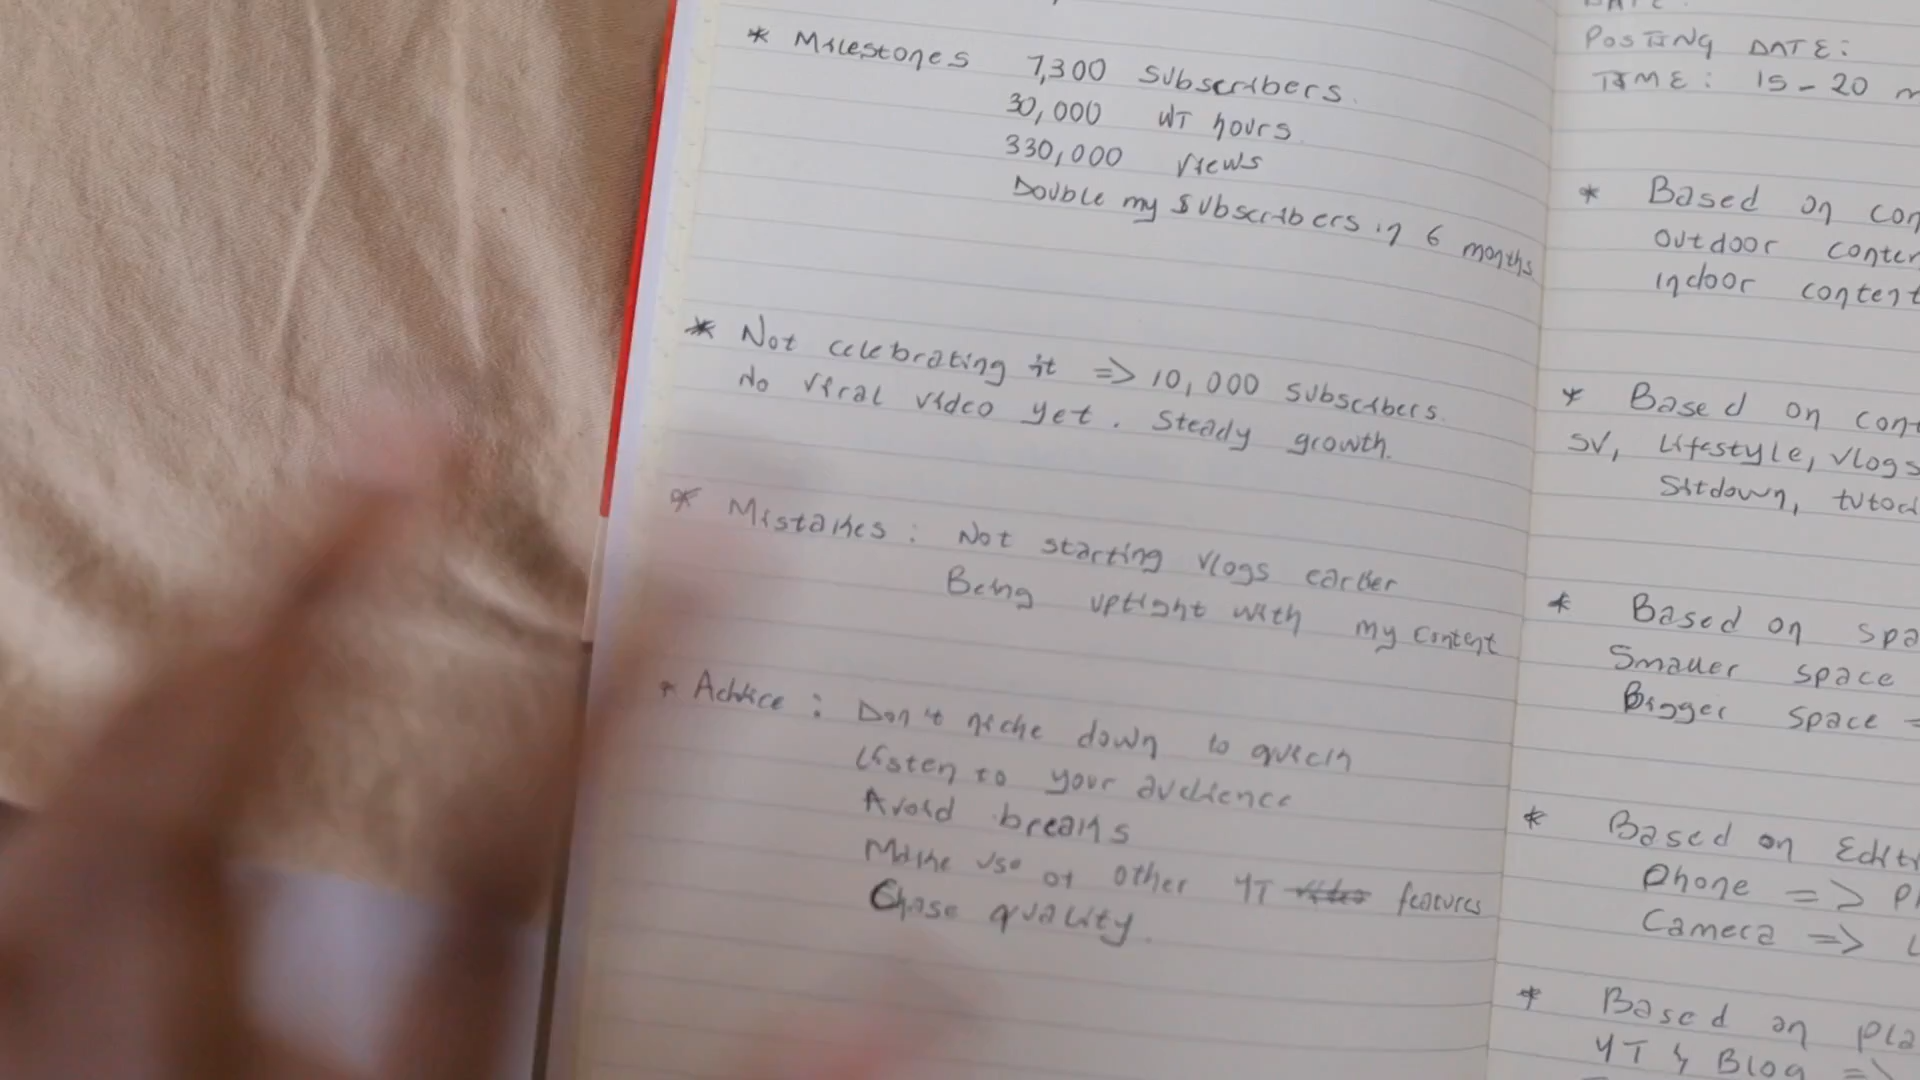 * Milestones 7,300 subscribers.
30,000 WT hours.
330,000 views
Double my subscribers in 6 months
* Not celebrating it => 10,000 subscribers.
No viral video yet. Steady growth.
* Mistakes: Not starting vlogs earlier
Being uptight with my content
* Advice: Don't niche down to quickly
Listen to your audience
Avoid breaks
Make use of other YT features
Chase quality.
POSTING DATE:
TIME: 15-20
* Based on
Outdoor
indoor content
* Based on
SV, Lifestyle, vlogs
Sitdown,
* Based on
Smaller space
Bigger space =
* Based on
Phone =>
Camera =>
* Based on
YT & Blog =>